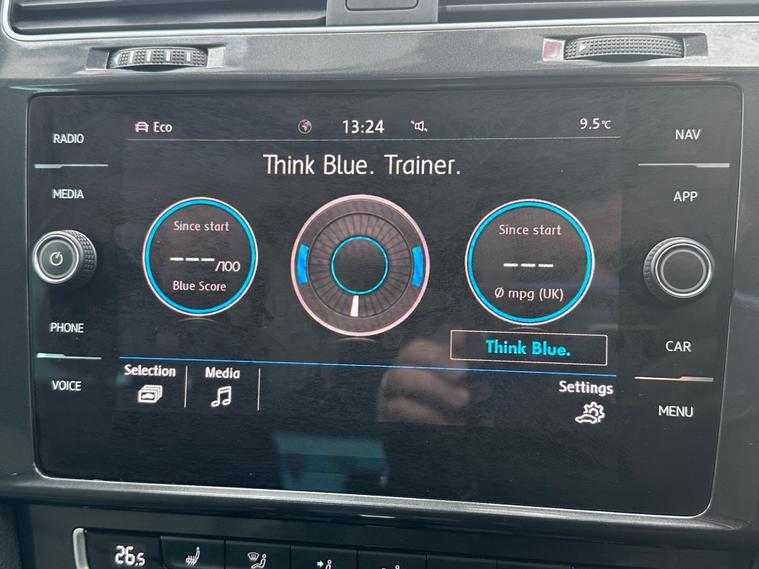 RADIO
MEDIA
PHONE
VOICE
Eco
13:24
9.5°C
Think Blue. Trainer.
Since start
---/100
Blue Score
Since start
---
Ø mpg (UK)
Think Blue.
Selection
Media
Settings
NAV
APP
CAR
MENU
26.5